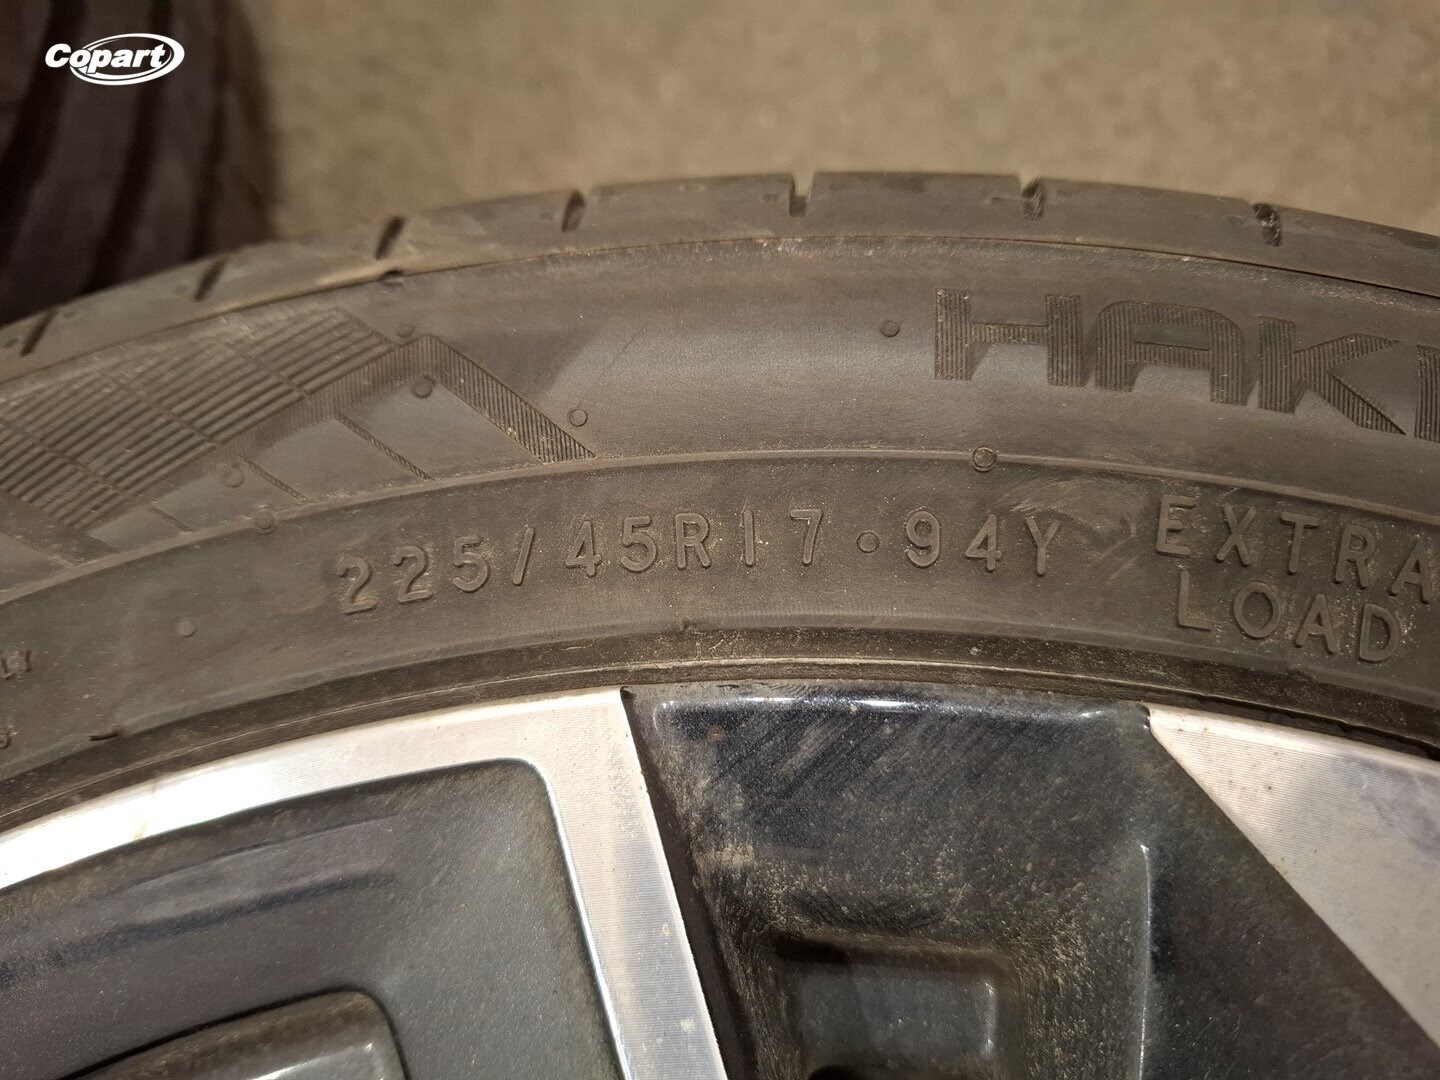 Copart
HAK
225/45R17 94Y EXTRA
LOAD